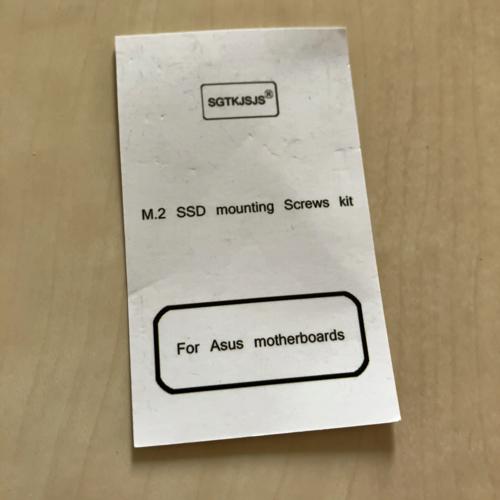 SGTKJSJS®
M.2 SSD mounting Screws kit
For Asus motherboards